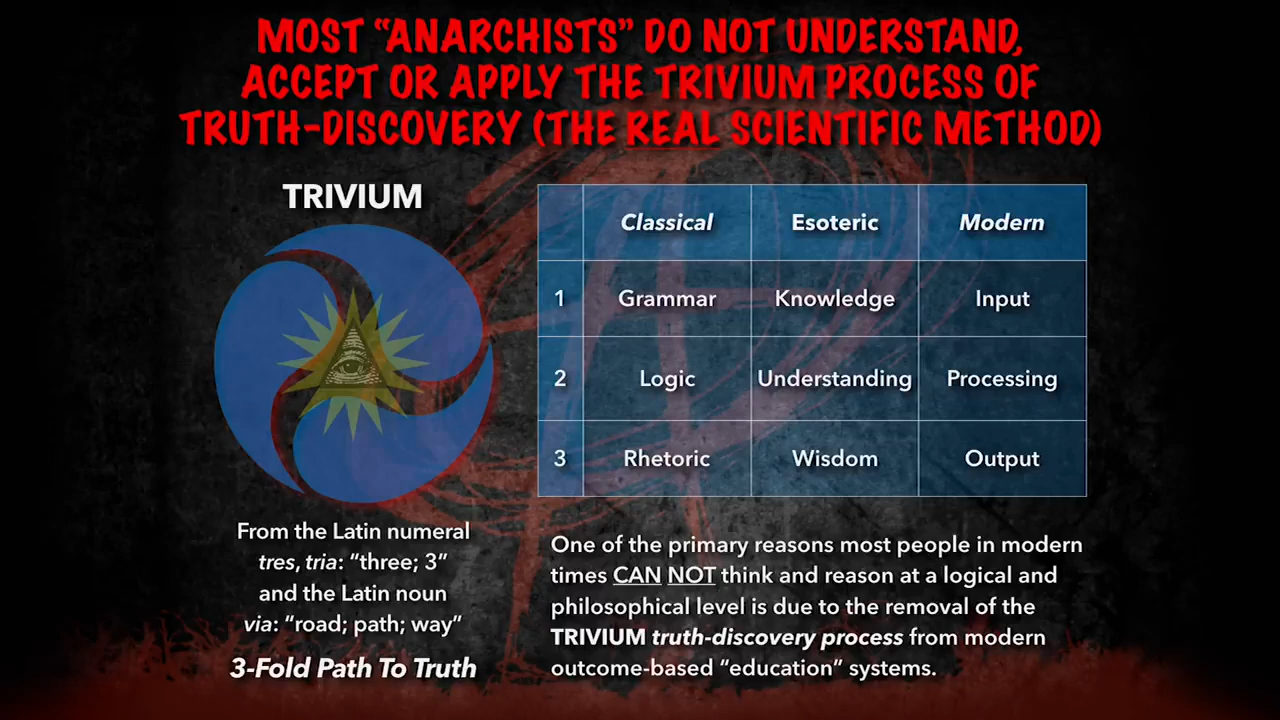 MOST “ANARCHISTS” DO NOT UNDERSTAND,
ACCEPT OR APPLY THE TRIVIUM PROCESS OF
TRUTH-DISCOVERY (THE REAL SCIENTIFIC METHOD)
TRIVIUM
From the Latin numeral
tres, tria: “three; 3”
and the Latin noun
via: “road; path; way”
3-Fold Path To Truth
Classical Esoteric Modern
1 Grammar Knowledge Input
2 Logic Understanding Processing
3 Rhetoric Wisdom Output
One of the primary reasons most people in modern
times CAN NOT think and reason at a logical and
philosophical level is due to the removal of the
TRIVIUM truth-discovery process from modern
outcome-based “education” systems.